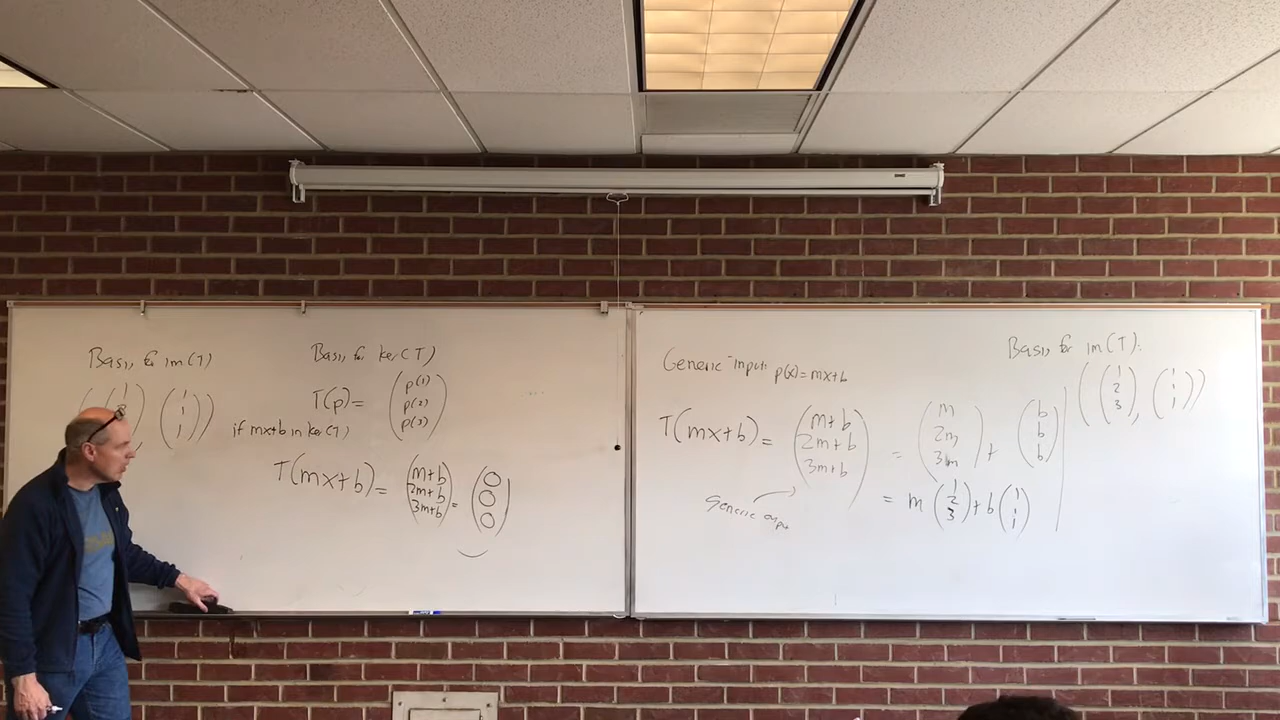 Basis for im(T)
Basis for ker(T)
( ( 1 ( 1
1
1 ) )
T(p) = ( p(1)
p(2)
p(3) )
if mx+b in ker(T)
T(mx+b) = ( m+b
2m+b
3m+b ) = ( 0
0
0 )
Generic input: p(x)=mx+b
T(mx+b) = ( m+b
2m+b
3m+b ) = ( m
2m
3m ) + ( b
b
b )
= m ( 1
2
3 ) + b ( 1
1
1 )
Generic
Basis for im(T):
( ( 1
2
3 ) , ( 1
1
1 ) )